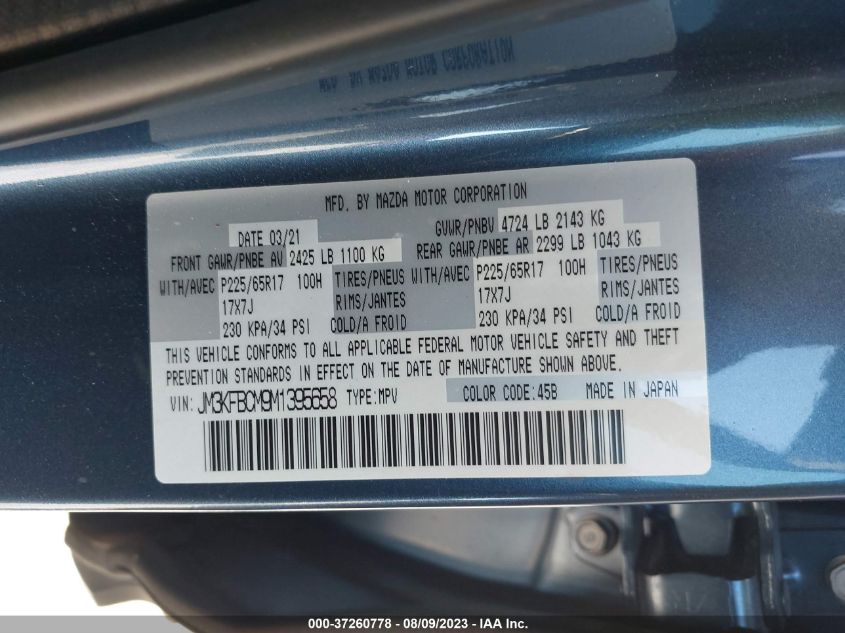 MFD. BY MAZDA MOTOR CORPORATION
DATE 03/21 GVWR/PNBV 4724 LB 2143 KG
FRONT GAWR/PNBE AV 2425 LB 1100 KG REAR GAWR/PNBE AR 2299 LB 1043 KG
WITH/AVEC P225/65R17 100H TIRES/PNEUS WITH/AVEC P225/65R17 100H TIRES/PNEUS
17X7J RIMS/JANTES 17X7J RIMS/JANTES
230 KPA/34 PSI COLD/A FROID 230 KPA/34 PSI COLD/A FROID
THIS VEHICLE CONFORMS TO ALL APPLICABLE FEDERAL MOTOR VEHICLE SAFETY AND THEFT
PREVENTION STANDARDS IN EFFECT ON THE DATE OF MANUFACTURE SHOWN ABOVE.
VIN: JM3KFBCM9M1395658 TYPE:MPV COLOR CODE:45B MADE IN JAPAN
000-37260778 - 08/09/2023 - IAA Inc.